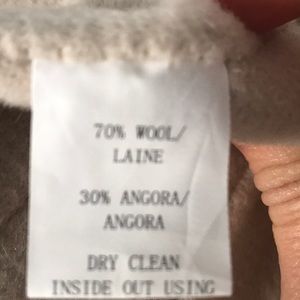 70% WOOL/
LAINE
30% ANGORA/
ANGORA
DRY CLEAN
INSIDE OUT USING